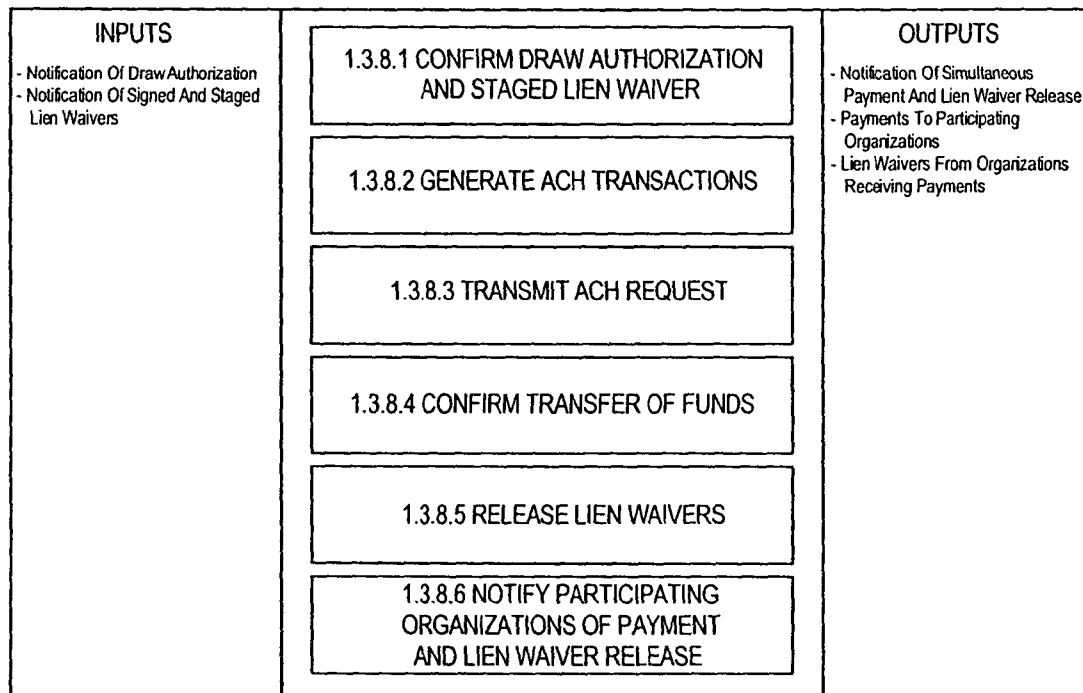 INPUTS
- Notification Of Draw Authorization
- Notification Of Signed And Staged
Lien Waivers
1.3.8.1 CONFIRM DRAW AUTHORIZATION
AND STAGED LIEN WAIVER
1.3.8.2 GENERATE ACH TRANSACTIONS
1.3.8.3 TRANSMIT ACH REQUEST
1.3.8.4 CONFIRM TRANSFER OF FUNDS
1.3.8.5 RELEASE LIEN WAIVERS
1.3.8.6 NOTIFY PARTICIPATING
ORGANIZATIONS OF PAYMENT
AND LIEN WAIVER RELEASE
OUTPUTS
- Notification Of Simultaneous
Payment And Lien Waiver Release
- Payments To Participating
Organizations
- Lien Waivers From Organizations
Receiving Payments